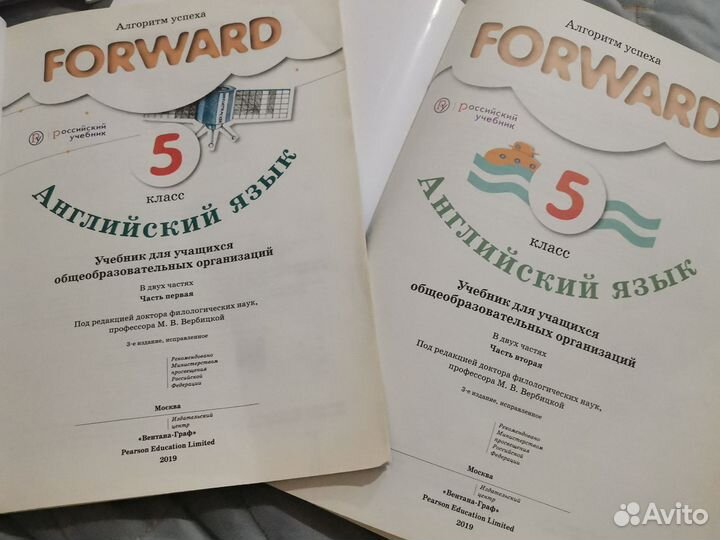 Алгоритм успеха
FORWARD
российский
учебник
5
класс
Английский язык
Учебник для учащихся
общеобразовательных организаций
В двух частях
Часть первая
Под редакцией доктора филологических наук,
профессора М. В. Вербицкой
3-е издание, исправленное
Рекомендовано
Министерством
просвещения
Российской
Федерации
Москва
Издательский
центр
«Вентана-Граф»
Pearson Education Limited
2019
Алгоритм успеха
FORWARD
российский
учебник
5
класс
Английский язык
Учебник для учащихся
общеобразовательных организаций
В двух частях
Часть вторая
Под редакцией доктора филологических наук,
профессора М. В. Вербицкой
3-е издание, исправленное
Рекомендовано
Министерством
просвещения
Российской
Федерации
Москва
Издательский
центр
«Вентана-Граф»
Pearson Education Limited
2019
Avito